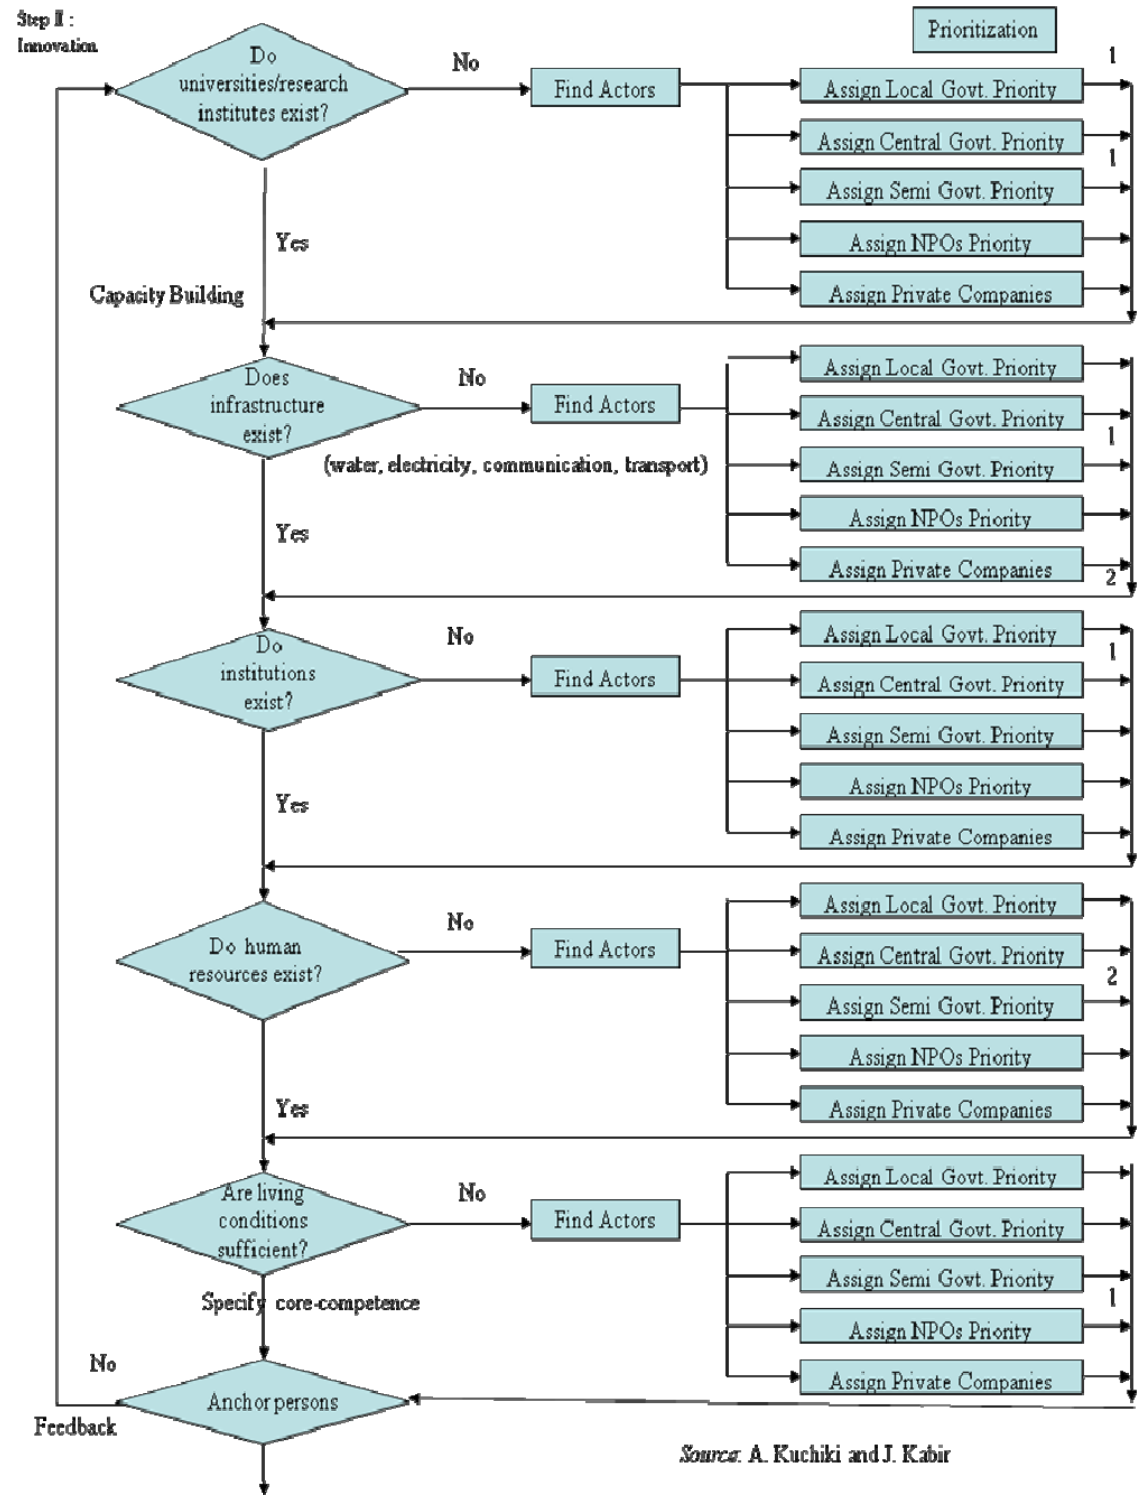 Step II :
Innovation
Prioritization
Do
universities/research
institutes exist?
No
Find Actors
1
Assign Local Govt. Priority
Assign Central Govt. Priority
1
Assign Semi Govt. Priority
Assign NPOs Priority
Assign Private Companies
Yes
Capacity Building
Does
infrastructure
exist?
No
Find Actors
(water, electricity, communication, transport)
Assign Local Govt. Priority
Assign Central Govt. Priority
1
Assign Semi Govt. Priority
Assign NPOs Priority
Assign Private Companies
2
Yes
Do
institutions
exist?
No
Find Actors
Assign Local Govt. Priority
1
Assign Central Govt. Priority
Assign Semi Govt. Priority
Assign NPOs Priority
Assign Private Companies
Yes
Do human
resources exist?
No
Find Actors
Assign Local Govt. Priority
Assign Central Govt. Priority
2
Assign Semi Govt. Priority
Assign NPOs Priority
Assign Private Companies
Yes
Are living
conditions
sufficient?
No
Find Actors
Assign Local Govt. Priority
Assign Central Govt. Priority
Assign Semi Govt. Priority
1
Assign NPOs Priority
Assign Private Companies
Specify core-competence
No
Anchor persons
Feedback
Source: A. Kuchiki and J. Kabir